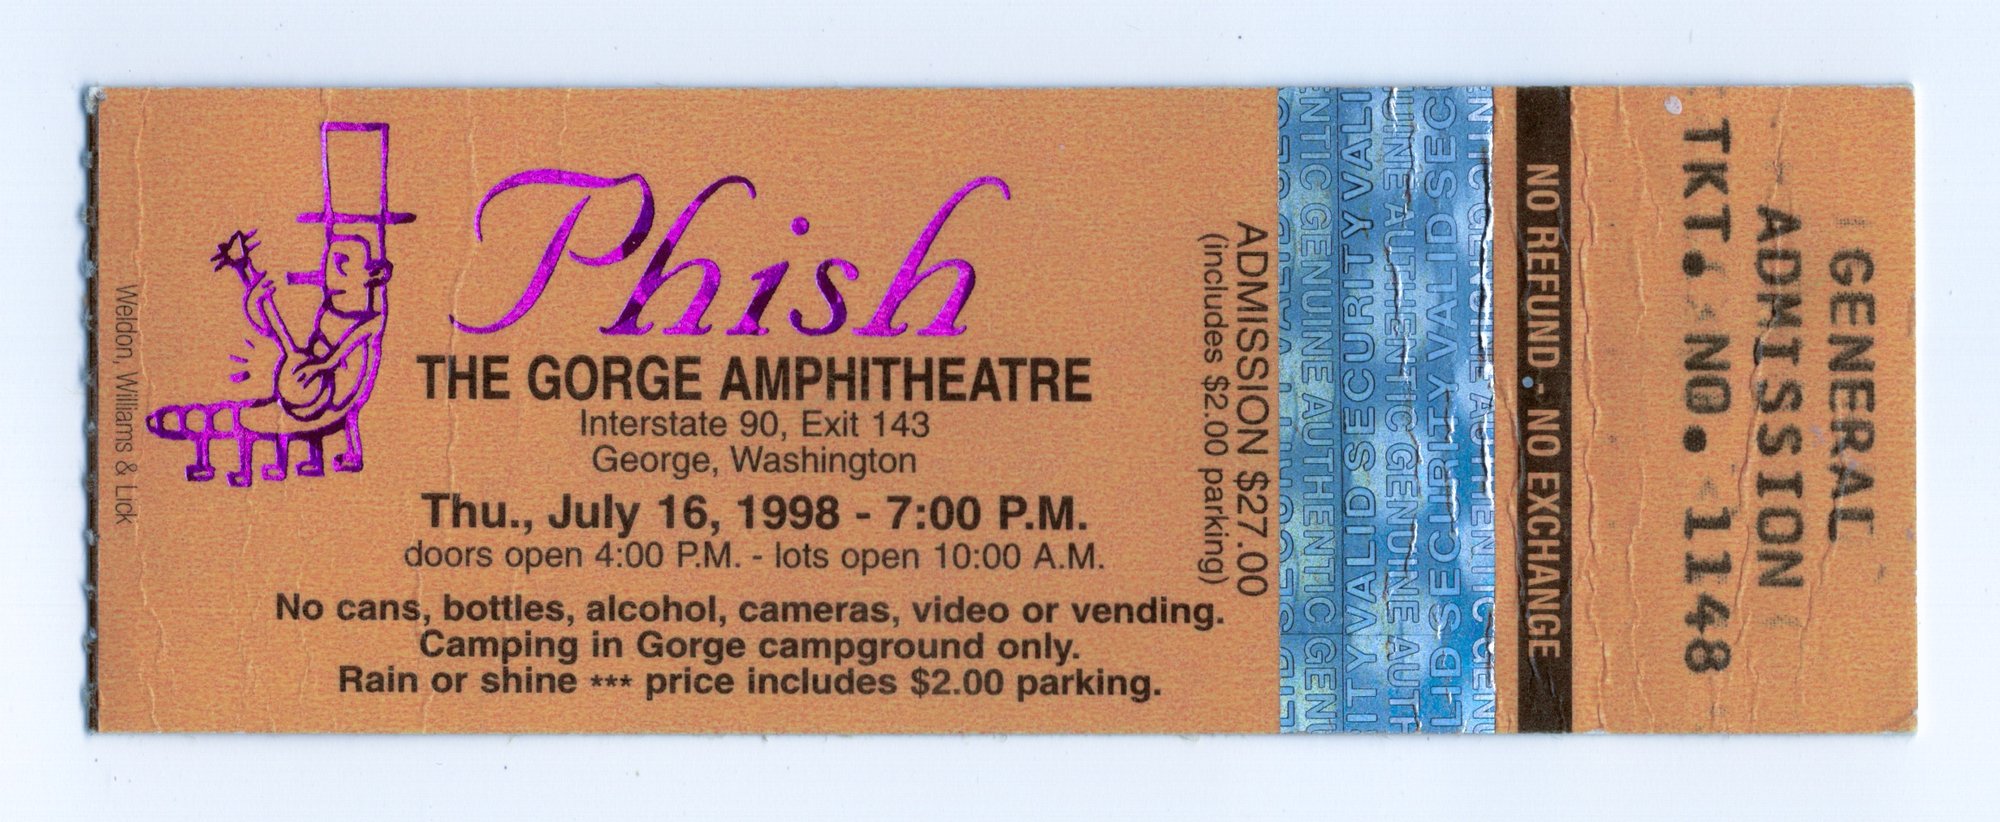 Phish
THE GORGE AMPHITHEATRE
Interstate 90, Exit 143
George, Washington
Thu., July 16, 1998 - 7:00 P.M.
doors open 4:00 P.M. - lots open 10:00 A.M.
No cans, bottles, alcohol, cameras, video or vending.
Camping in Gorge campground only.
Rain or shine *** price includes $2.00 parking.
Weldon, Williams & Lick
ADMISSION $27.00
(includes $2.00 parking)
GENUINE AUTHENTIC
VALID SECURITY VALI
AUTHENTIC GENUINE
SECURITY VALID SEC
NO REFUND - NO EXCHANGE
GENERAL
ADMISSION
TKT. NO. 1148